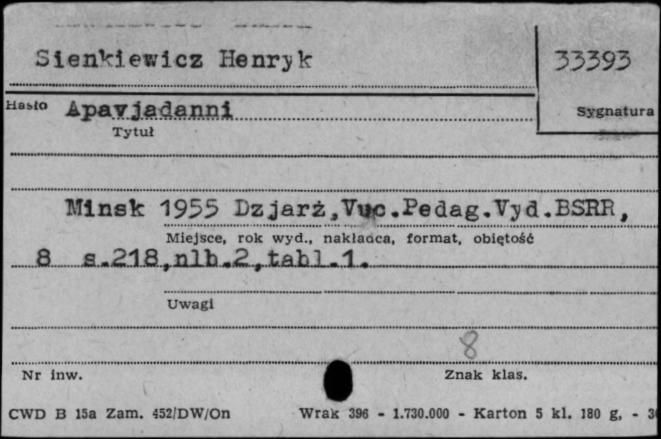 Sienkiewicz Henryk
33393
Hasło Apavjadanni
Sygnatura
Tytuł
Minsk 1955 Dzjarż,Vuc.Pedag.Vyd.BSRR,
Miejsce, rok wyd., nakładca, format, objętość
8 s.218,nlb.2,tabl.1.
Uwagi
8
Nr inw.
Znak klas.
CWD B 15a Zam. 452/DW/On Wrak 396 - 1.730.000 - Karton 5 kl. 180 g, -